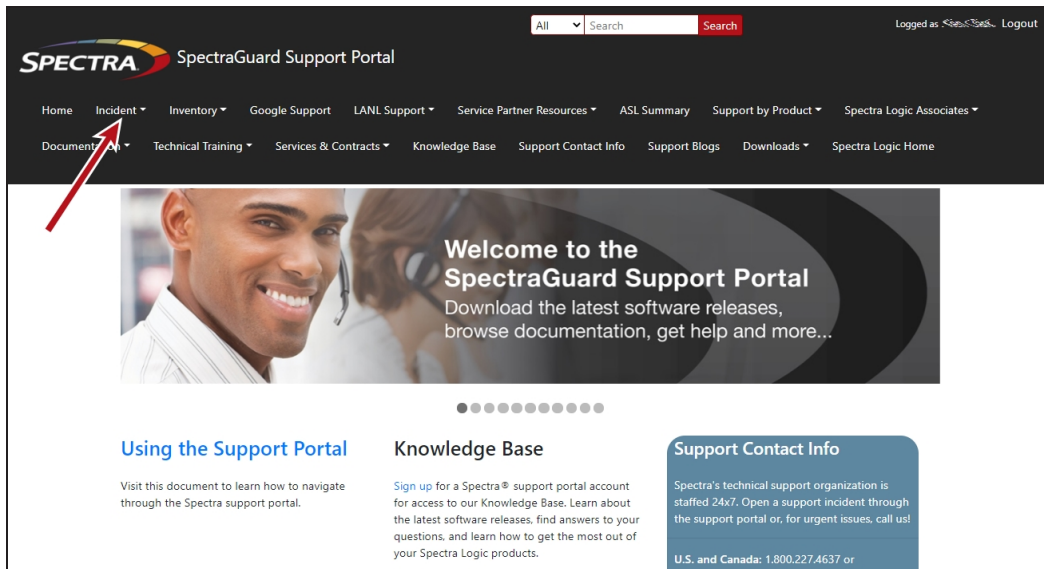 All Search Search Logged as Logout
SPECTRA SpectraGuard Support Portal
Home Incident Inventory Google Support LANL Support Service Partner Resources ASL Summary Support by Product Spectra Logic Associates
Documentation Technical Training Services & Contracts Knowledge Base Support Contact Info Support Blogs Downloads Spectra Logic Home
Welcome to the
SpectraGuard Support Portal
Download the latest software releases,
browse documentation, get help and more...
Using the Support Portal
Visit this document to learn how to navigate
through the Spectra support portal.
Knowledge Base
Sign up for a Spectra® support portal account
for access to our Knowledge Base. Learn about
the latest software releases, find answers to your
questions, and learn how to get the most out of
your Spectra Logic products.
Support Contact Info
Spectra's technical support organization is
staffed 24x7. Open a support incident through
the support portal or, for urgent issues, call us!
U.S. and Canada: 1.800.227.4637 or